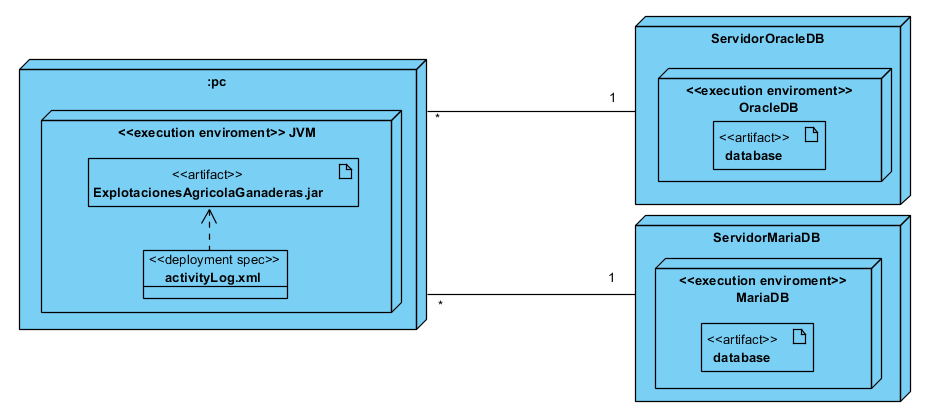 :pc
<<execution enviroment>> JVM
<<artifact>>
ExplotacionesAgricolaGanaderas.jar
<<deployment spec>>
activityLog.xml
*
1
*
1
ServidorOracleDB
<<execution enviroment>>
OracleDB
<<artifact>>
database
ServidorMariaDB
<<execution enviroment>>
MariaDB
<<artifact>>
database